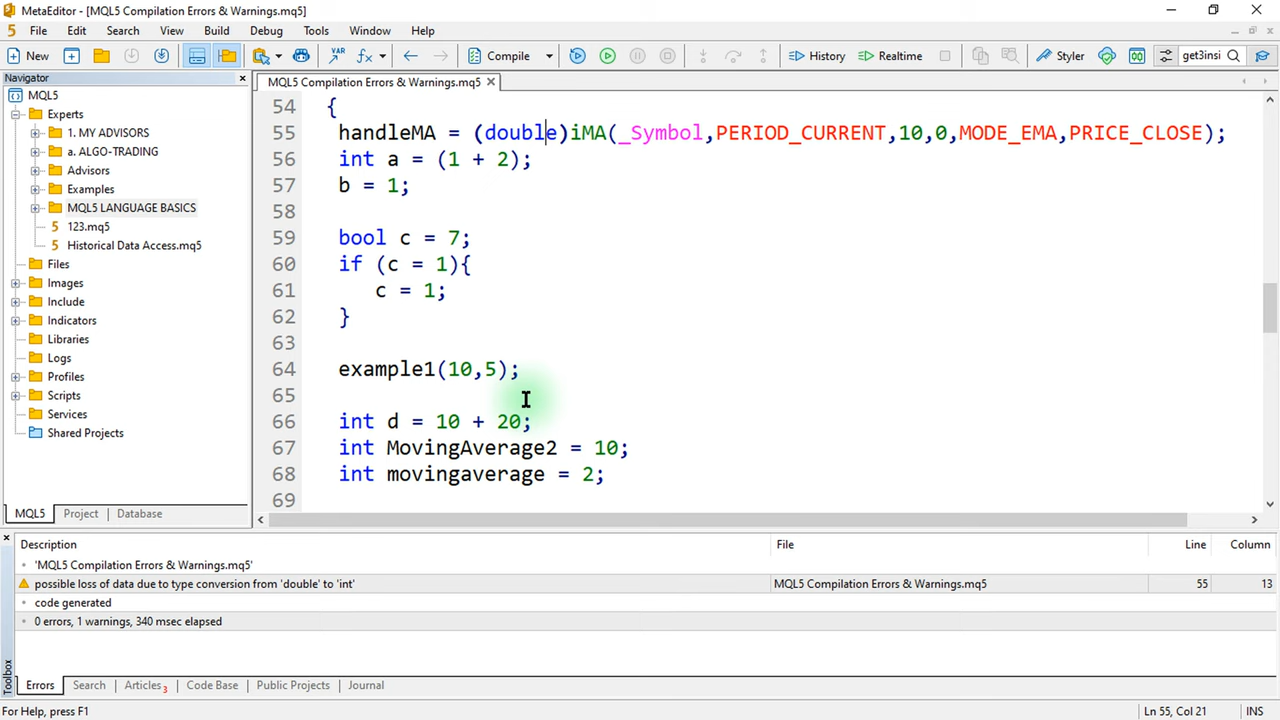 MetaEditor - [MQL5 Compilation Errors & Warnings.mq5]
5 File Edit Search View Build Debug Tools Window Help
New Compile History Realtime Styler get3insi
VAR fx
Navigator
MQL5 Compilation Errors & Warnings.mq5
MQL5
Experts
1. MY ADVISORS
a. ALGO-TRADING
Advisors
Examples
MQL5 LANGUAGE BASICS
5 123.mq5
5 Historical Data Access.mq5
Files
Images
Include
Indicators
Libraries
Logs
Profiles
Scripts
Services
Shared Projects
MQL5 Project Database
54 {
55 handleMA = (double)iMA(_Symbol,PERIOD_CURRENT,10,0,MODE_EMA,PRICE_CLOSE);
56 int a = (1 + 2);
57 b = 1;
58
59 bool c = 7;
60 if (c = 1){
61 c = 1;
62 }
63
64 example1(10,5);
65
66 int d = 10 + 20;
67 int MovingAverage2 = 10;
68 int movingaverage = 2;
69
Description File Line Column
'MQL5 Compilation Errors & Warnings.mq5'
possible loss of data due to type conversion from 'double' to 'int' MQL5 Compilation Errors & Warnings.mq5 55 13
code generated
0 errors, 1 warnings, 340 msec elapsed
Toolbox
Errors Search Articles 3 Code Base Public Projects Journal
For Help, press F1 Ln 55, Col 21 INS